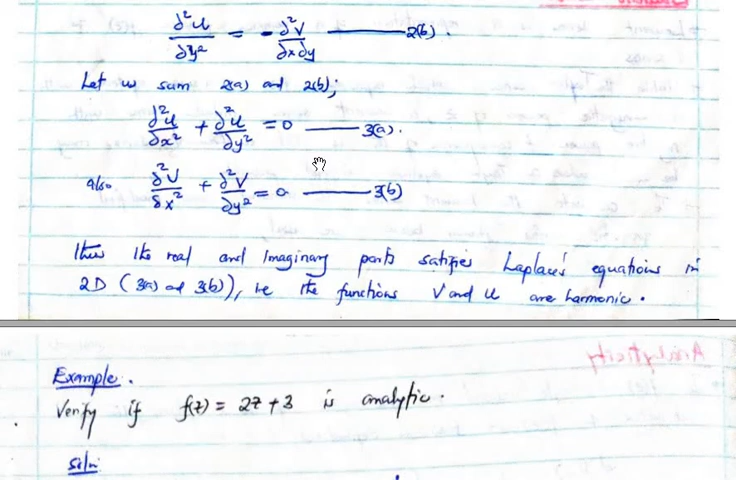 ∂²u/∂y² = -∂²V/∂x∂y ——— 2(b).
Let us sum 2(a) and 2(b);
∂²u/∂x² + ∂²u/∂y² = 0 ——— 3(a).
also ∂²V/∂x² + ∂²V/∂y² = 0 ——— 3(b)
Thus the real and Imaginary parts satisfies Laplace's equations in
2D (3(a) and 3(b)), ie the functions V and u are harmonic.
Example.
Verify if f(z) = 2z + 3 is analytic.
Soln